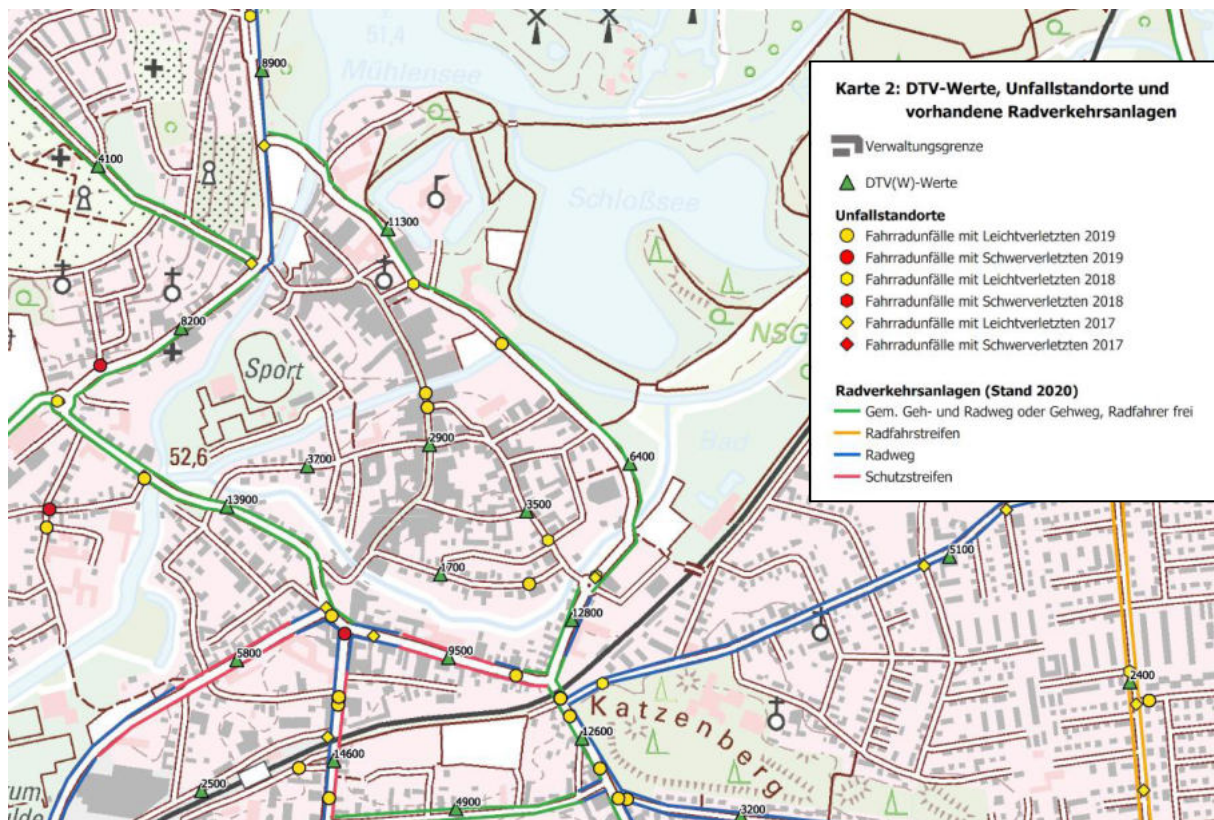 51,4
8900
Mühlensee
Karte 2: DTV-Werte, Unfallstandorte und
vorhandene Radverkehrsanlagen
Verwaltungsgrenze
DTV(W)-Werte
Unfallstandorte
Fahrradunfälle mit Leichtverletzten 2019
Fahrradunfälle mit Schwerverletzten 2019
Fahrradunfälle mit Leichtverletzten 2018
Fahrradunfälle mit Schwerverletzten 2018
Fahrradunfälle mit Leichtverletzten 2017
Fahrradunfälle mit Schwerverletzten 2017
Radverkehrsanlagen (Stand 2020)
Gem. Geh- und Radweg oder Gehweg, Radfahrer frei
Radfahrstreifen
Radweg
Schutzstreifen
4100
Schloßsee
11300
8200
NSG
Sport
2900
Bad
52,6
3700
6400
13900
3500
5100
1700
12800
5800
9500
2400
Katzenberg
12600
14600
2500
4900
3200